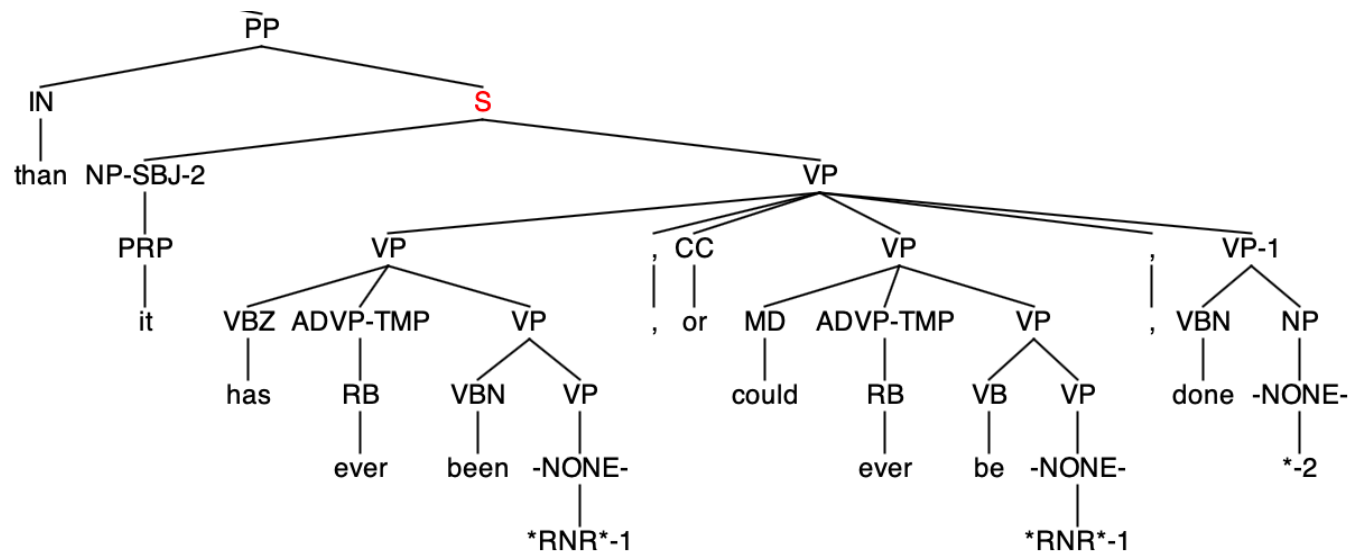 PP
IN S
than NP-SBJ-2 VP
PRP VP , CC VP , VP-1
it VBZ ADVP-TMP VP , or MD ADVP-TMP VP , VBN NP
has RB VBN VP could RB VB VP done -NONE-
ever been -NONE- ever be -NONE- *-2
*RNR*-1 *RNR*-1